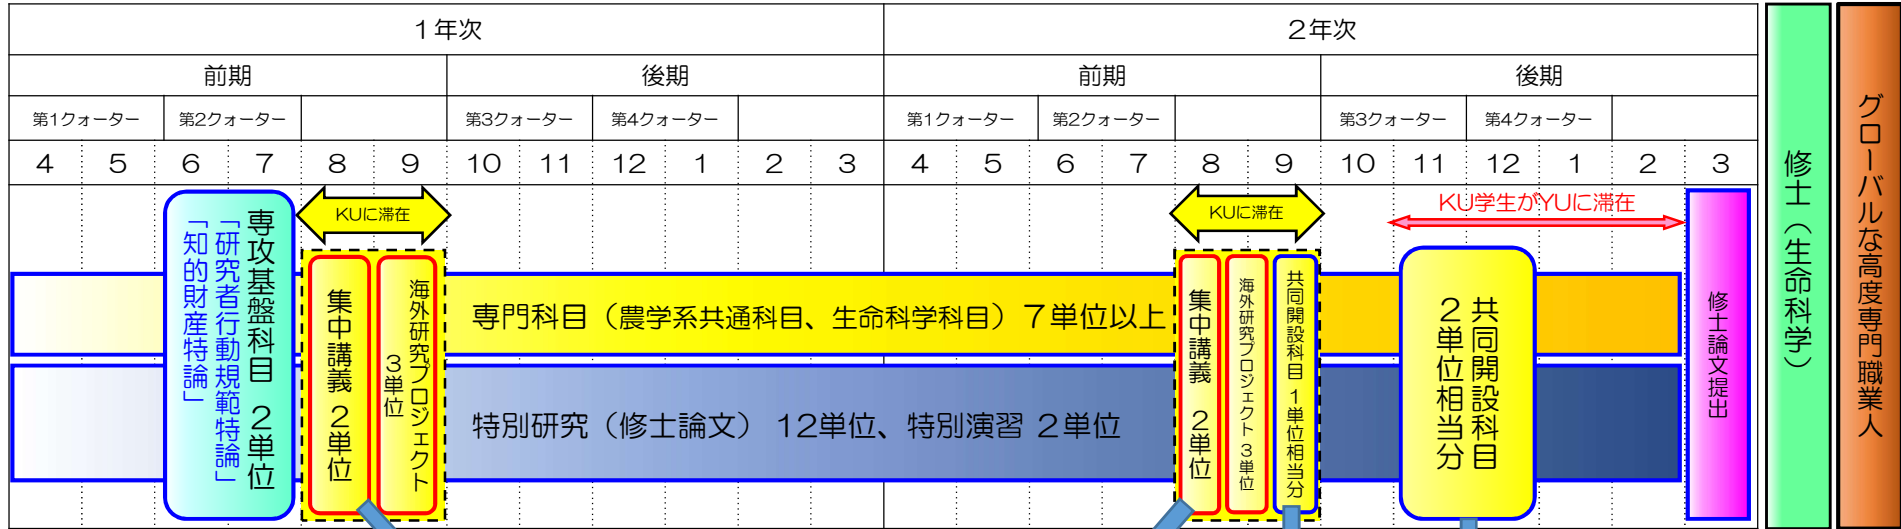 １年次
２年次
前期
後期
前期
後期
第1クォーター
第2クォーター
第3クォーター
第4クォーター
第1クォーター
第2クォーター
第3クォーター
第4クォーター
4 5 6 7 8 9 10 11 12 1 2 3 4 5 6 7 8 9 10 11 12 1 2 3
専攻基盤科目 ２単位
「研究者行動規範特論」
「知的財産特論」
KUに滞在
集中講義 ２単位
海外研究プロジェクト
３単位
専門科目（農学系共通科目、生命科学科目）７単位以上
特別研究（修士論文） 12単位、特別演習 ２単位
KUに滞在
集中講義 ２単位
海外研究プロジェクト ３単位
共同開設科目 １単位相当分
KU学生がYUに滞在
共同開設科目
２単位相当分
修士論文提出
修士（生命科学）
グローバルな高度専門職業人